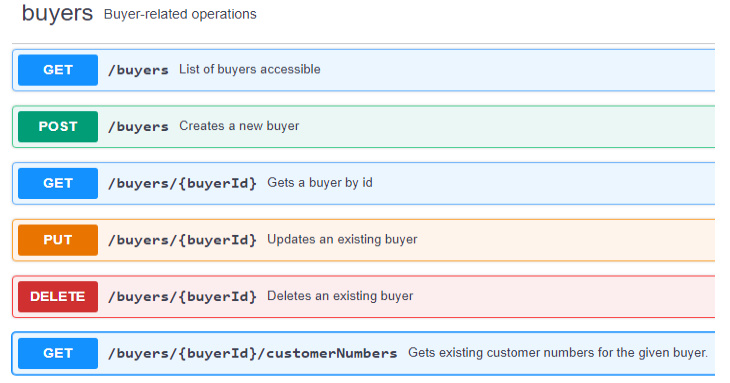 buyers Buyer-related operations
GET /buyers List of buyers accessible
POST /buyers Creates a new buyer
GET /buyers/{buyerId} Gets a buyer by id
PUT /buyers/{buyerId} Updates an existing buyer
DELETE /buyers/{buyerId} Deletes an existing buyer
GET /buyers/{buyerId}/customerNumbers Gets existing customer numbers for the given buyer.